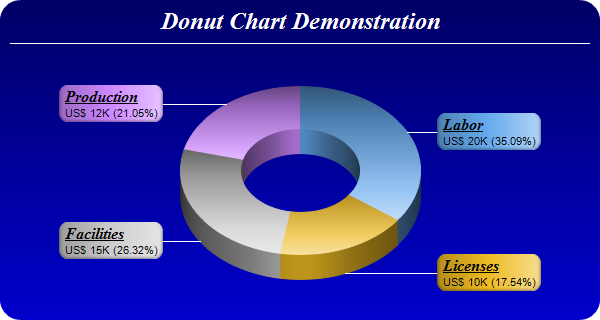 Donut Chart Demonstration
Production
US$ 12K (21.05%)
Labor
US$ 20K (35.09%)
Facilities
US$ 15K (26.32%)
Licenses
US$ 10K (17.54%)